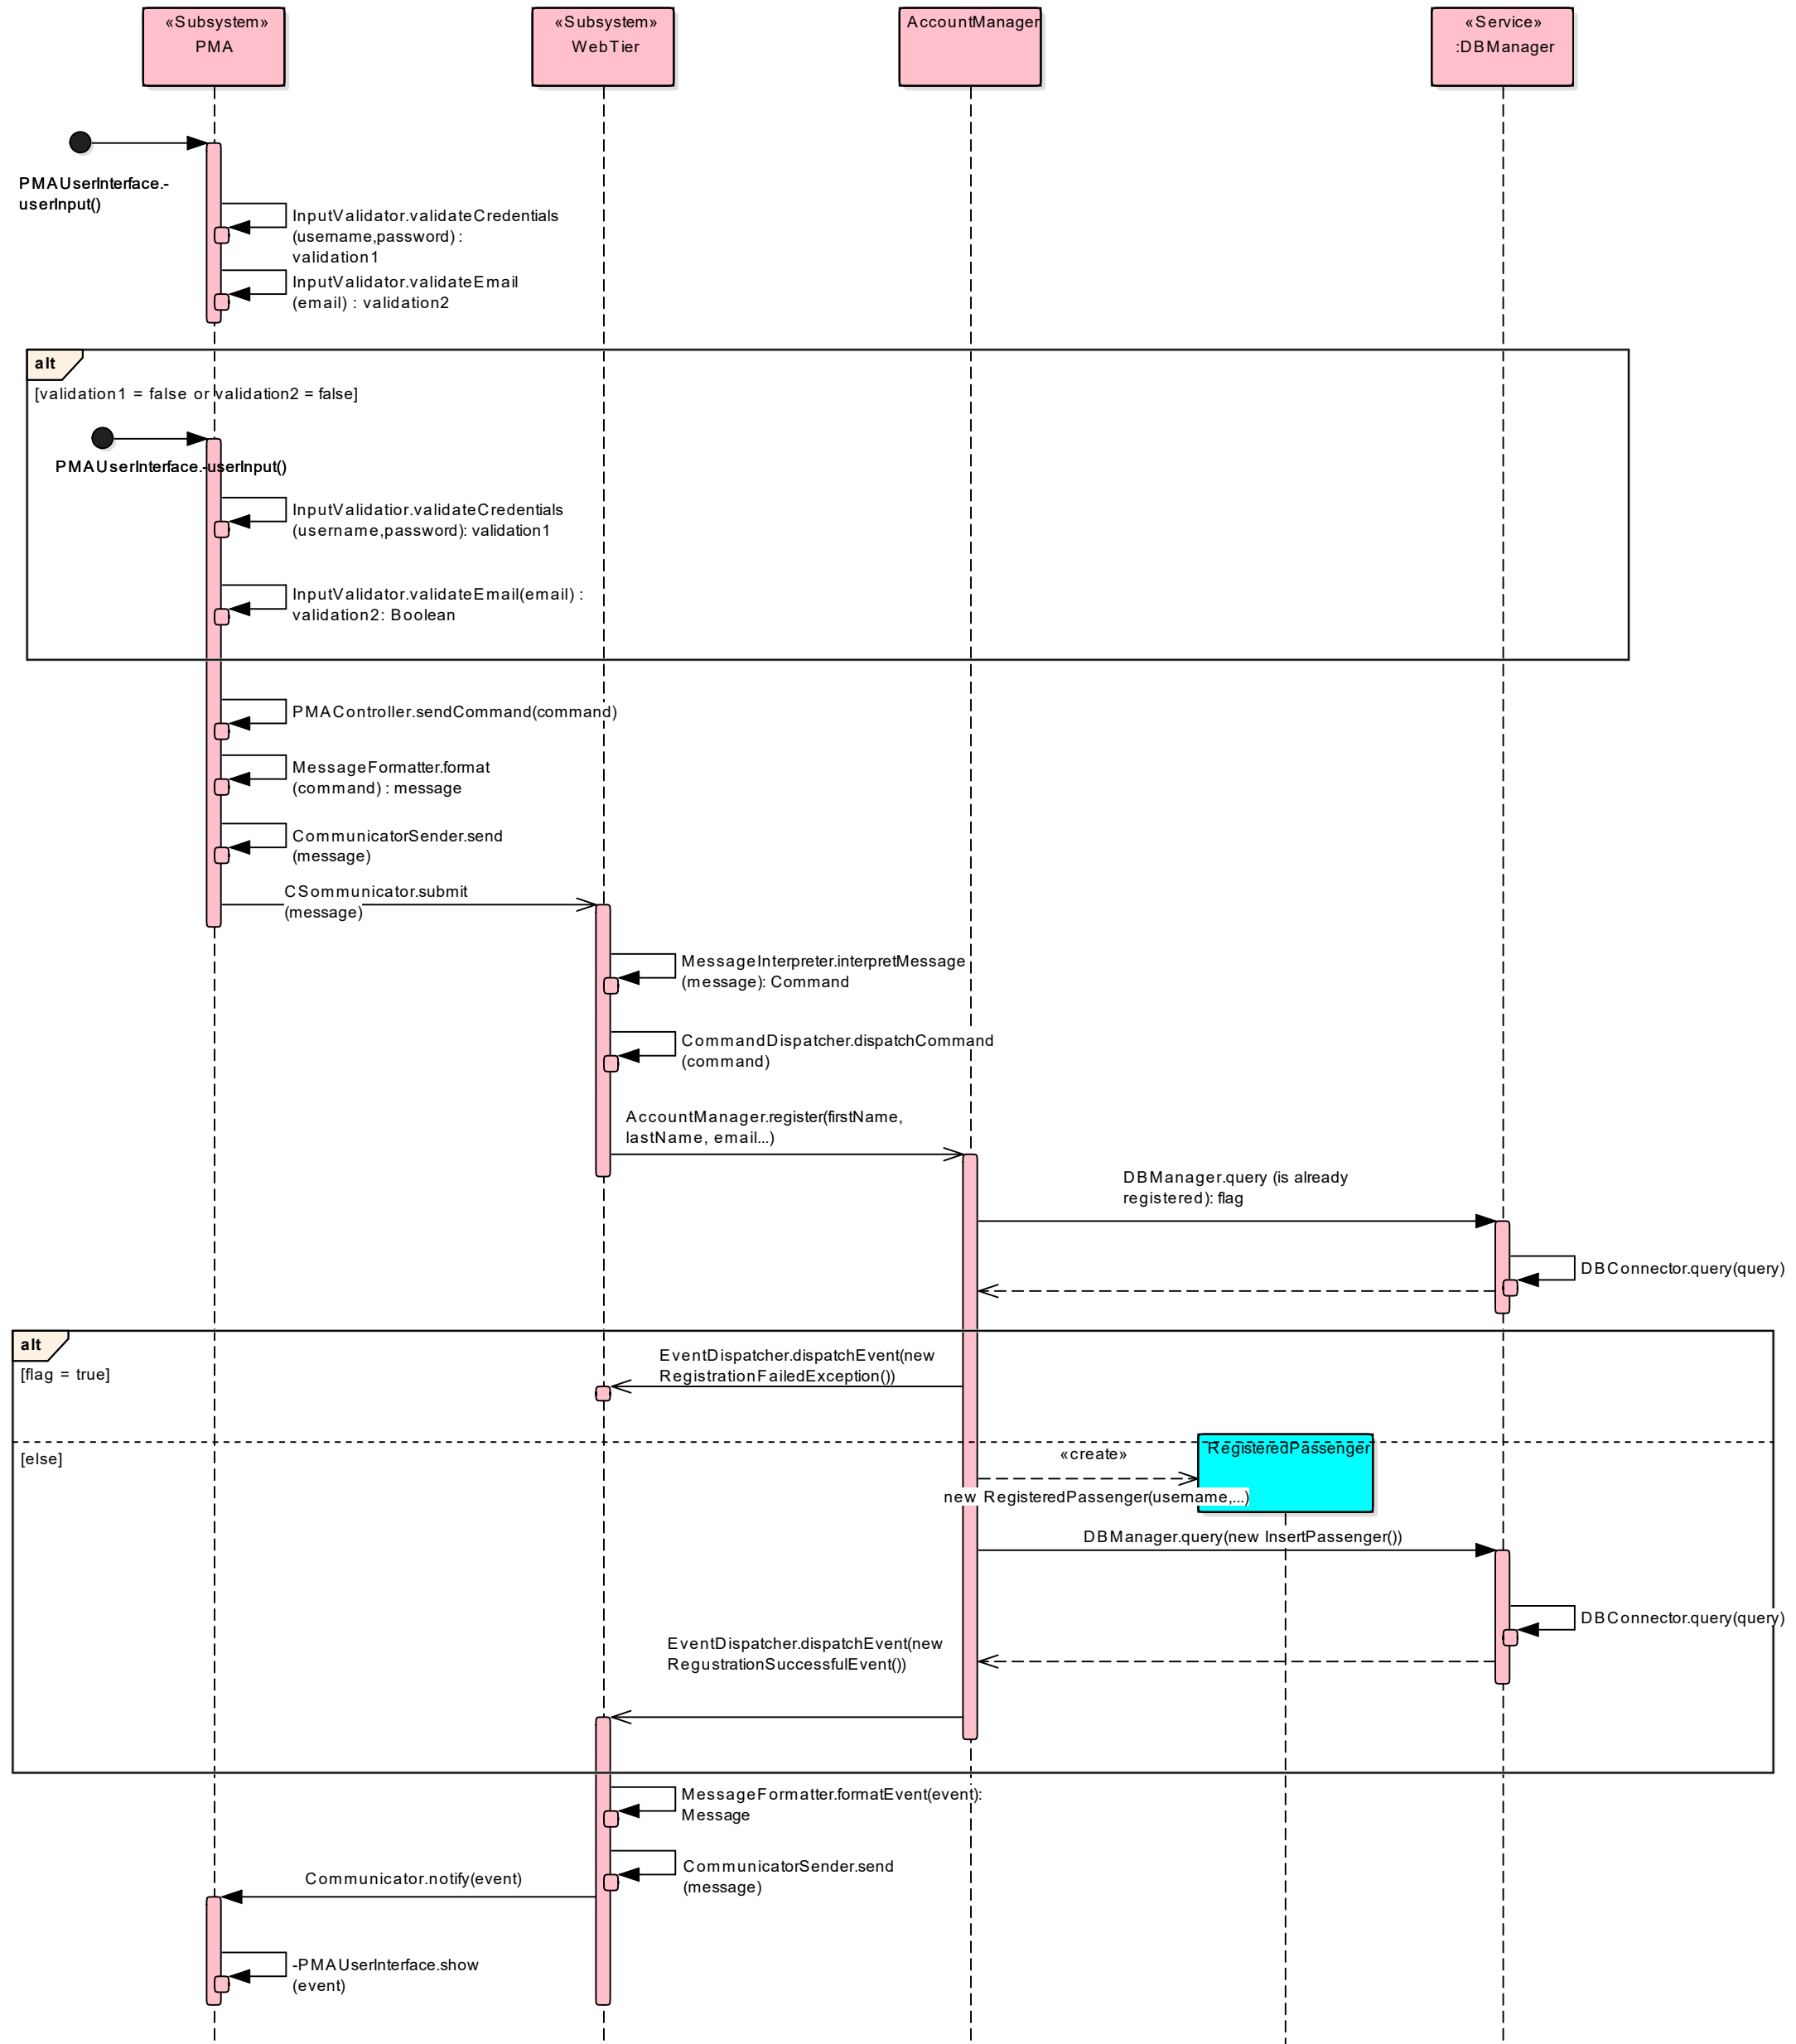 «Subsystem»
PMA
«Subsystem»
WebTier
AccountManager
«Service»
:DBManager
PMAUserInterface.-
userInput()
InputValidator.validateCredentials
(username,password) :
validation1
InputValidator.validateEmail
(email) : validation2
alt
[validation1 = false or validation2 = false]
PMAUserInterface.-userInput()
InputValidatior.validateCredentials
(username,password): validation1
InputValidator.validateEmail(email) :
validation2: Boolean
PMAController.sendCommand(command)
MessageFormatter.format
(command) : message
CommunicatorSender.send
(message)
CSommunicator.submit
(message)
MessageInterpreter.interpretMessage
(message): Command
CommandDispatcher.dispatchCommand
(command)
AccountManager.register(firstName,
lastName, email...)
DBManager.query (is already
registered): flag
DBConnector.query(query)
alt
[flag = true]
EventDispatcher.dispatchEvent(new
RegistrationFailedException())
[else]
«create»
RegisteredPassenger
new RegisteredPassenger(username,...)
DBManager.query(new InsertPassenger())
DBConnector.query(query)
EventDispatcher.dispatchEvent(new
RegustrationSuccessfulEvent())
MessageFormatter.formatEvent(event):
Message
CommunicatorSender.send
(message)
Communicator.notify(event)
-PMAUserInterface.show
(event)